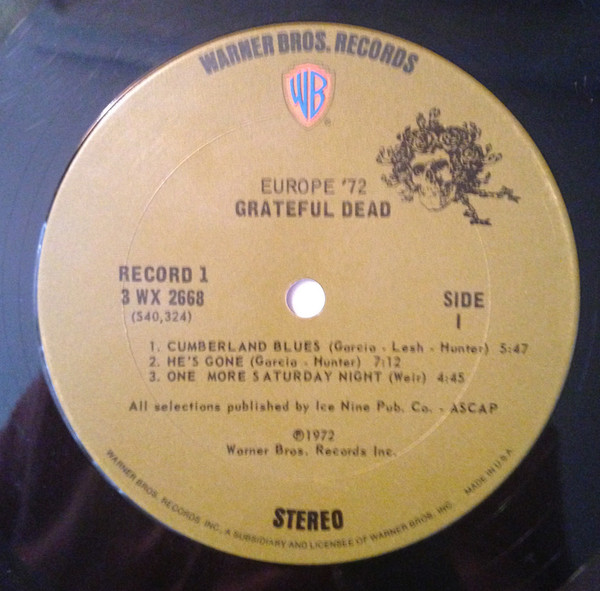 WARNER BROS. RECORDS
WB
®
EUROPE '72
GRATEFUL DEAD
RECORD 1
3 WX 2668
(S40,324)
SIDE
1
1. CUMBERLAND BLUES (Garcia - Lesh - Hunter) 5:47
2. HE'S GONE (Garcia - Hunter) 7:12
3. ONE MORE SATURDAY NIGHT (Weir) 4:45
All selections published by Ice Nine Pub. Co. - ASCAP
℗1972
Warner Bros. Records Inc.
STEREO
WARNER BROS. RECORDS INC., A SUBSIDIARY AND LICENSEE OF WARNER BROS. INC. MADE IN U.S.A.